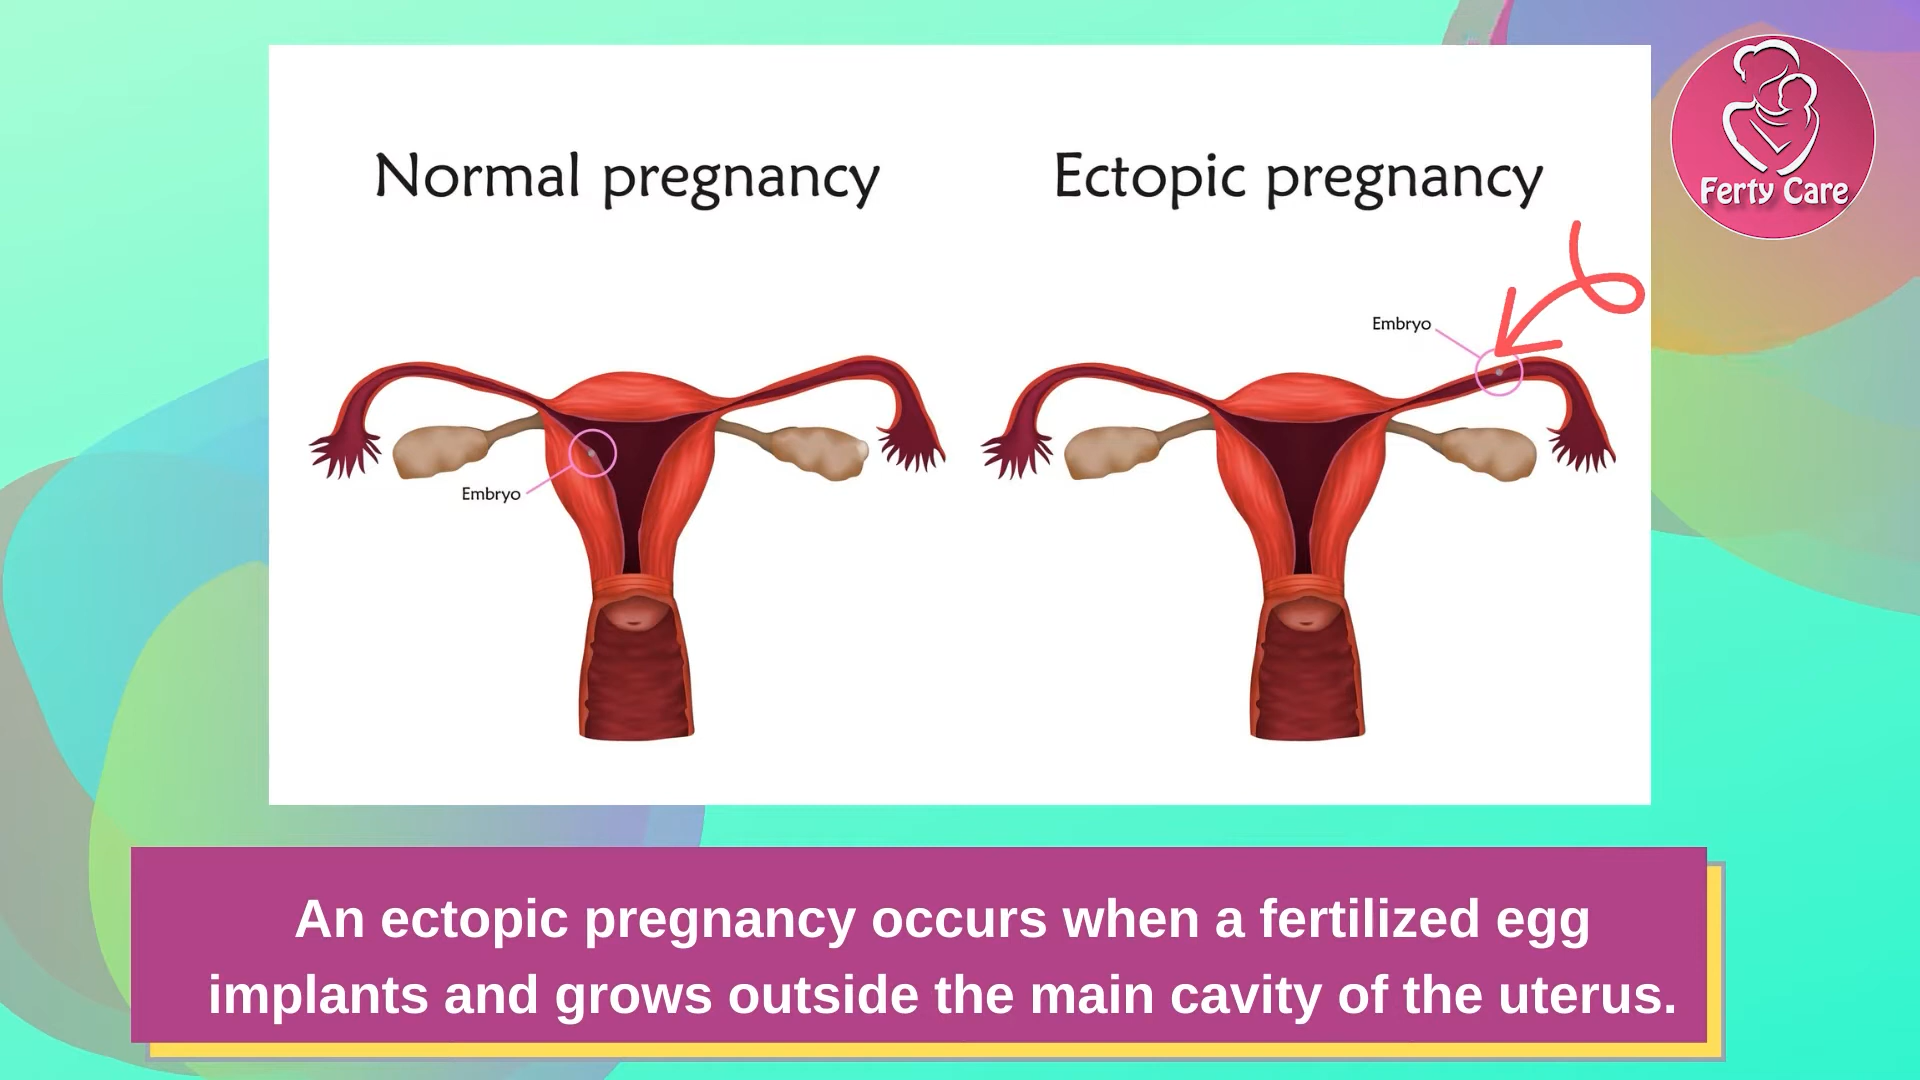 Normal pregnancy
Ectopic pregnancy
Ferty Care
Embryo
Embryo
An ectopic pregnancy occurs when a fertilized egg
implants and grows outside the main cavity of the uterus.